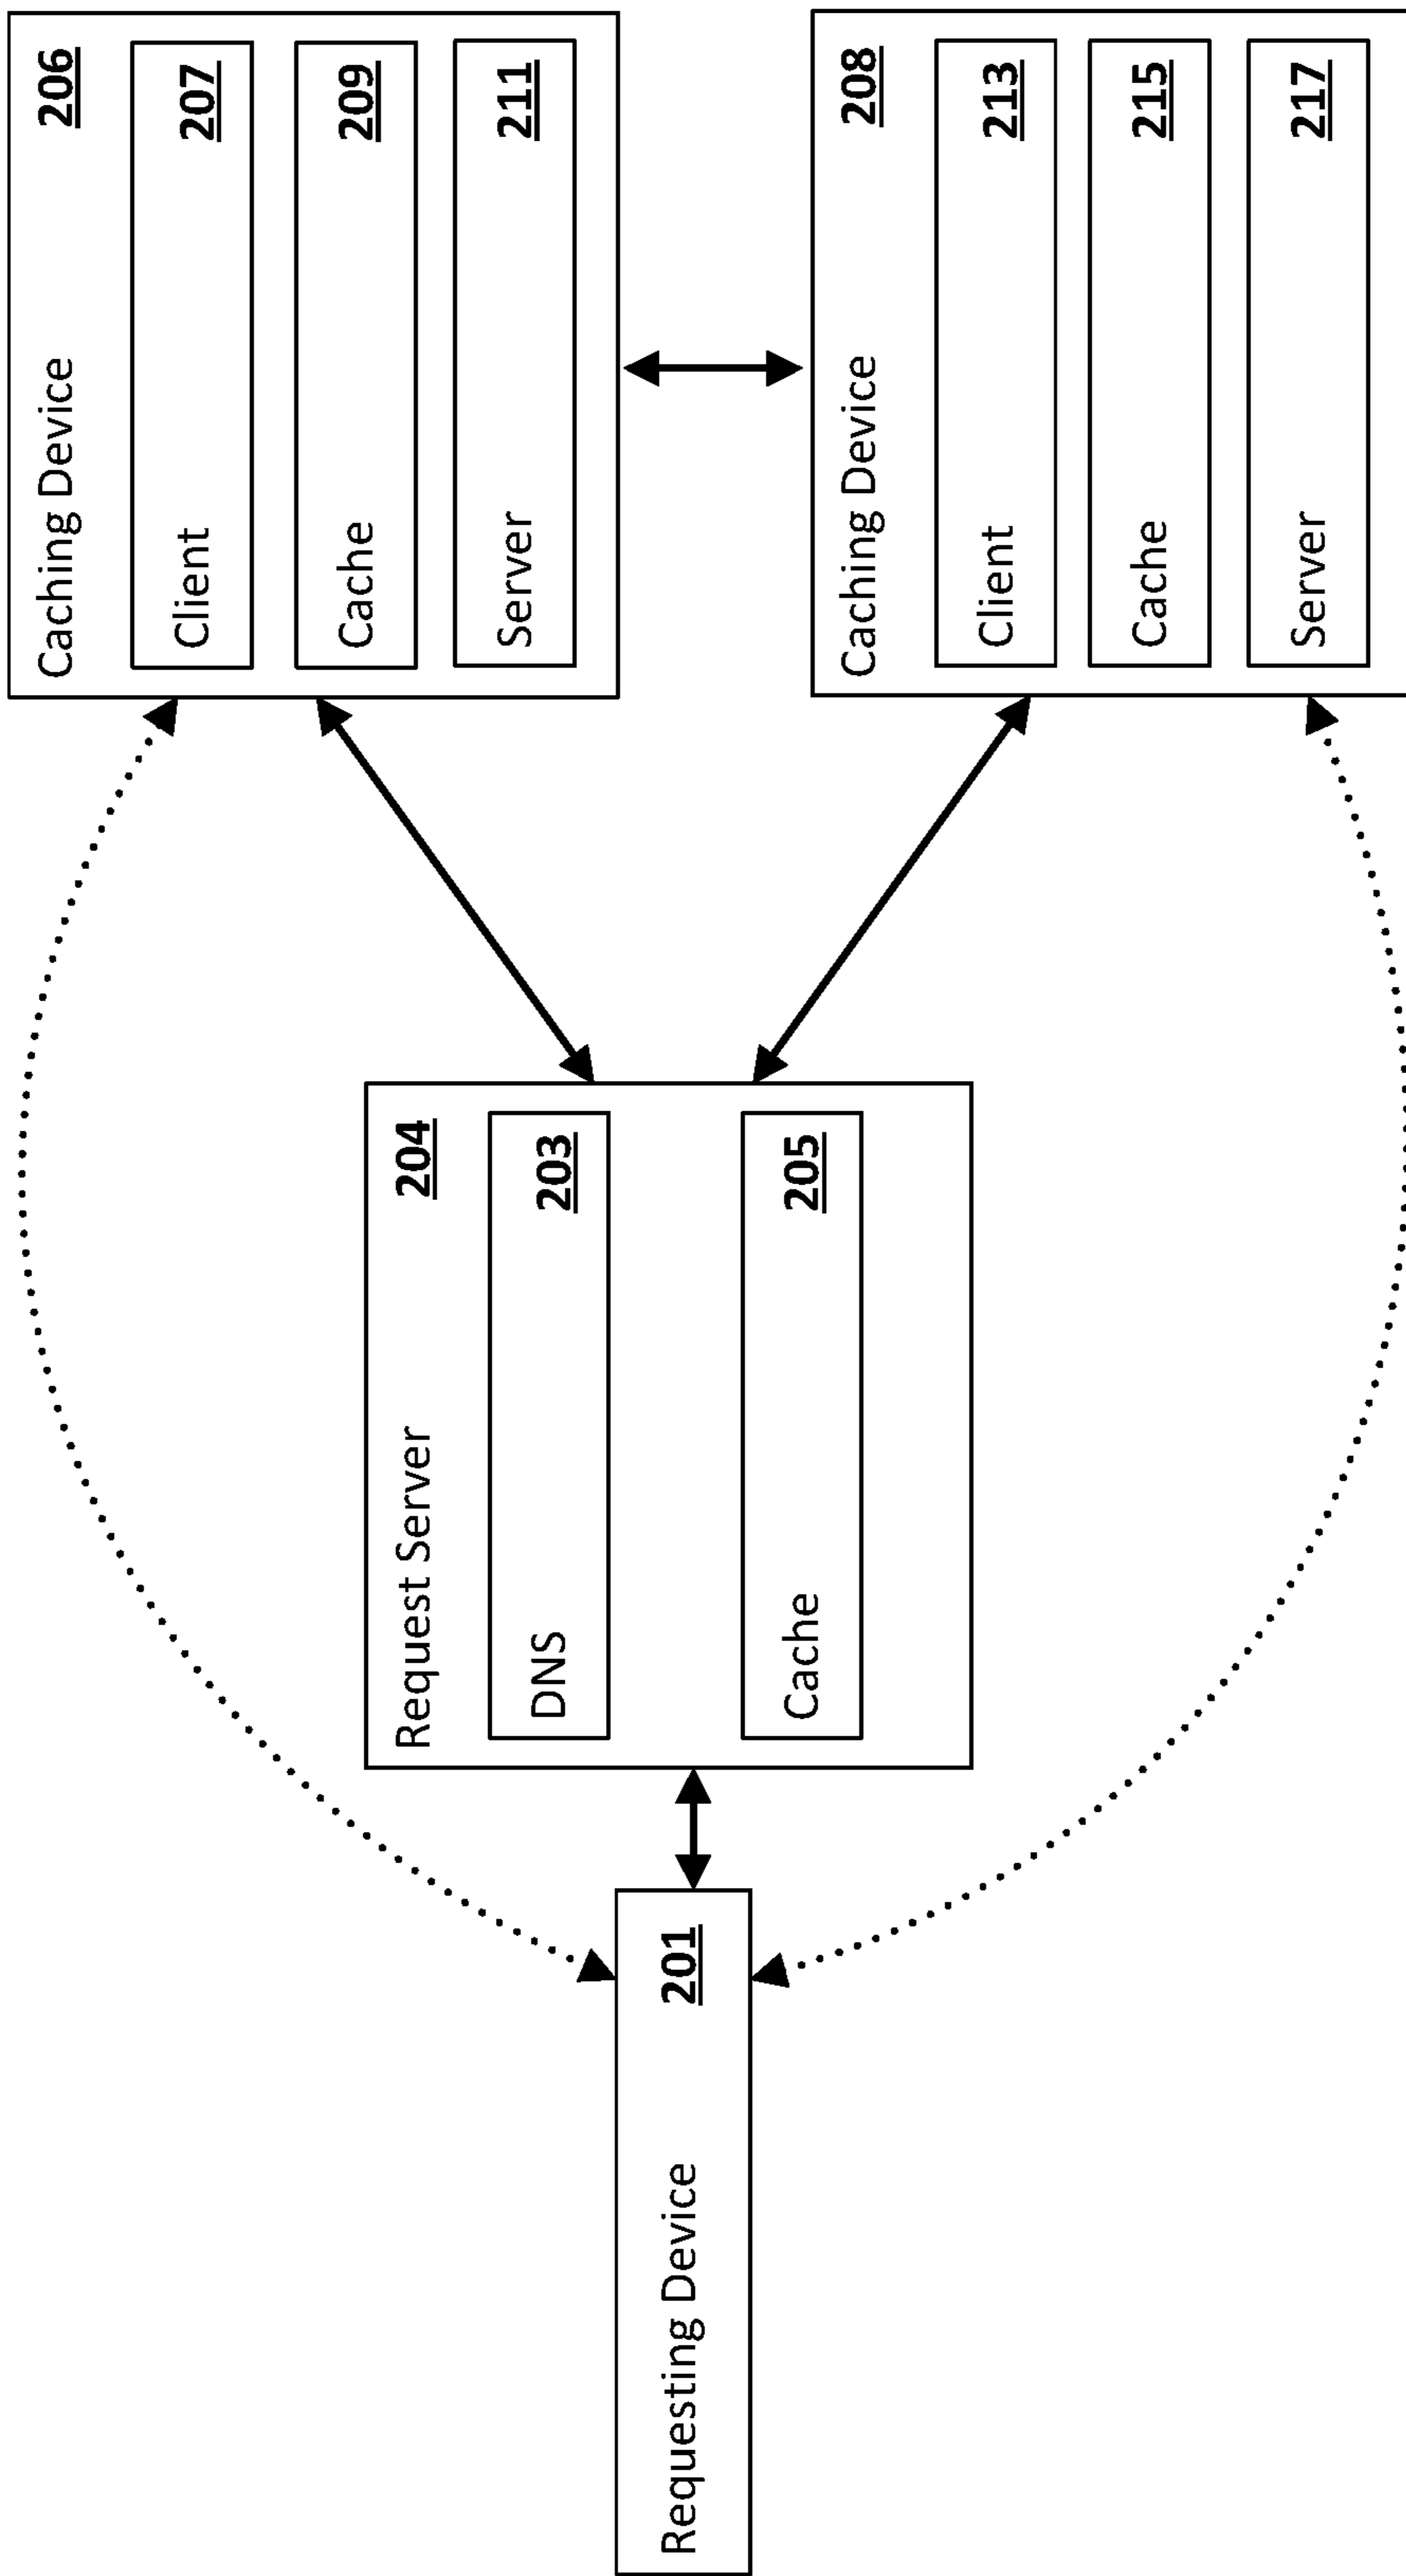 Requesting Device 201
Request Server 204
DNS 203
Cache 205
Caching Device 206
Client 207
Cache 209
Server 211
Caching Device 208
Client 213
Cache 215
Server 217